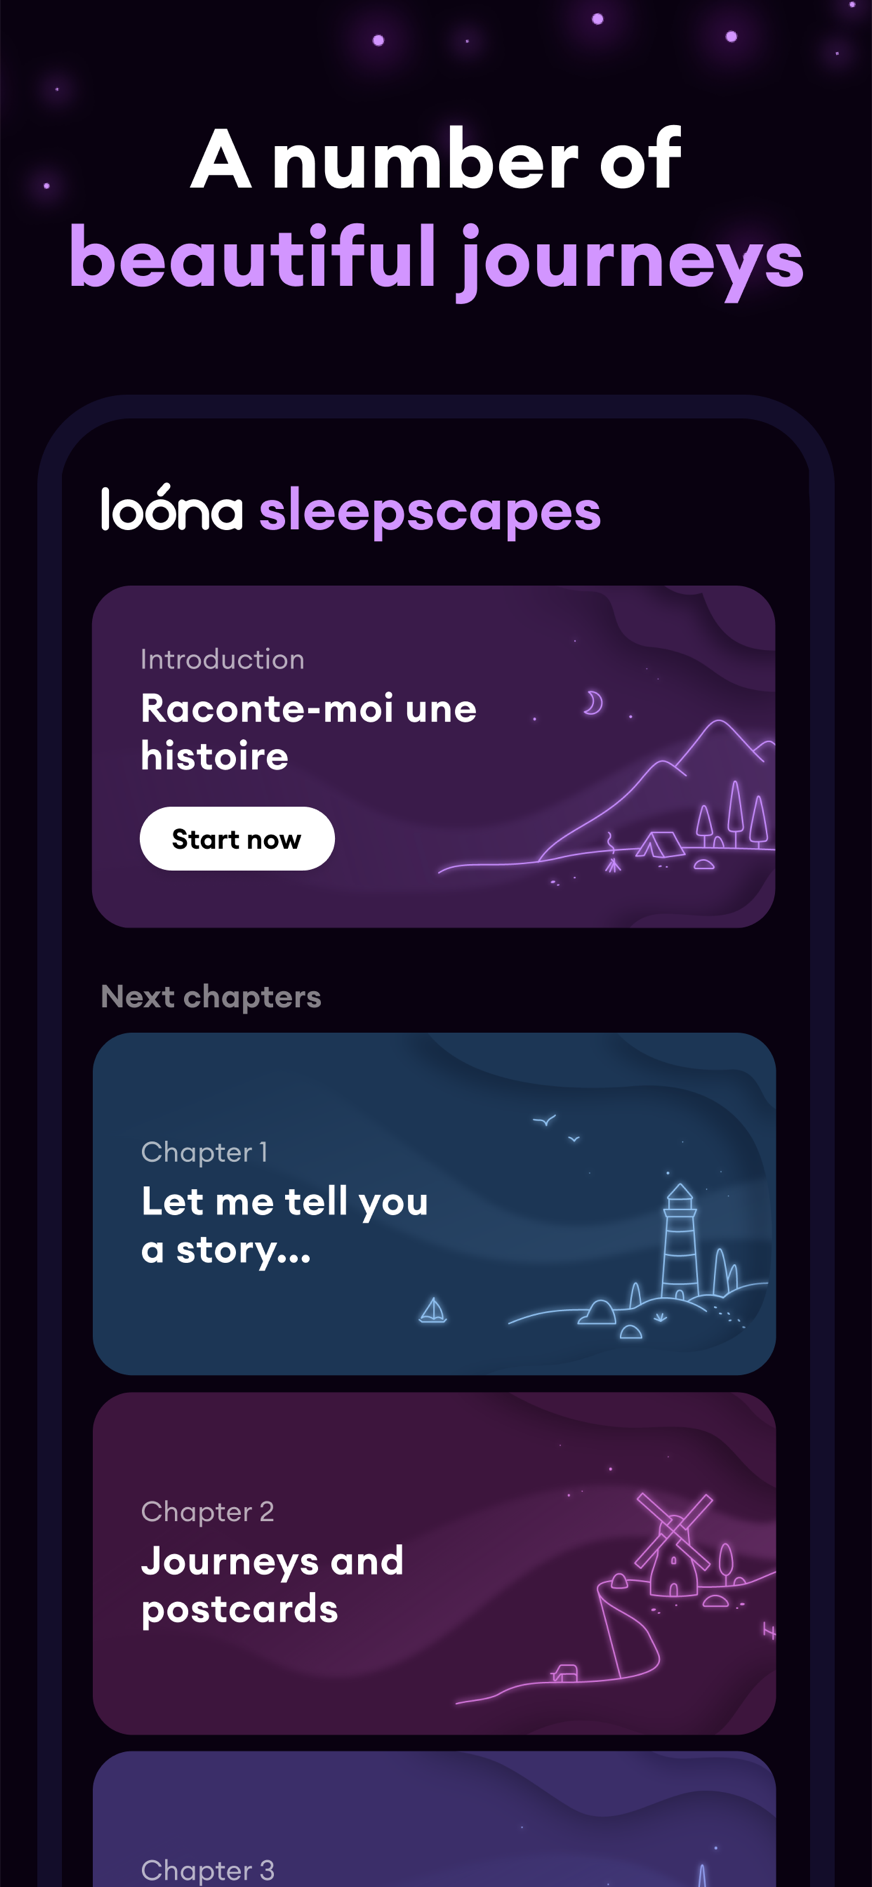 A number of
beautiful journeys
loóna sleepscapes
Introduction
Raconte-moi une
histoire
Start now
Next chapters
Chapter 1
Let me tell you
a story...
Chapter 2
Journeys and
postcards
Chapter 3